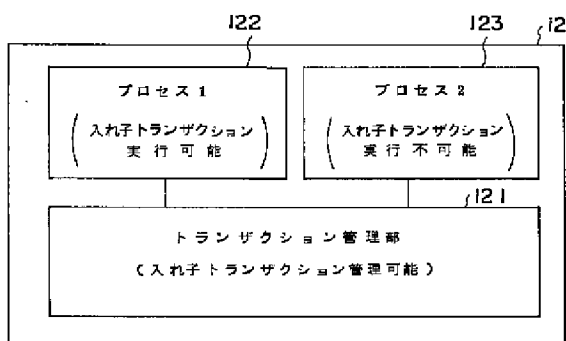 122
123
12
プロセス1
(入れ子トランザクション
実行可能)
プロセス2
(入れ子トランザクション
実行不可能)
121
トランザクション管理部
(入れ子トランザクション管理可能)